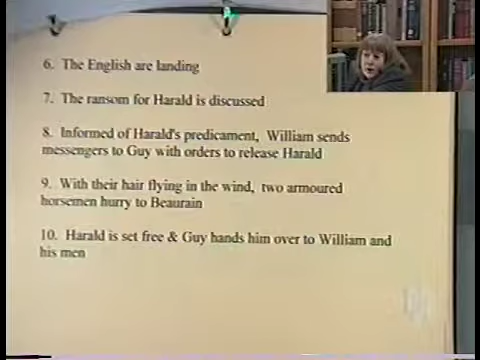 6. The English are landing
7. The ransom for Harald is discussed
8. Informed of Harald's predicament, William sends
messengers to Guy with orders to release Harald
9. With their hair flying in the wind, two armoured
horsemen hurry to Beaurain
10. Harald is set free & Guy hands him over to William and
his men